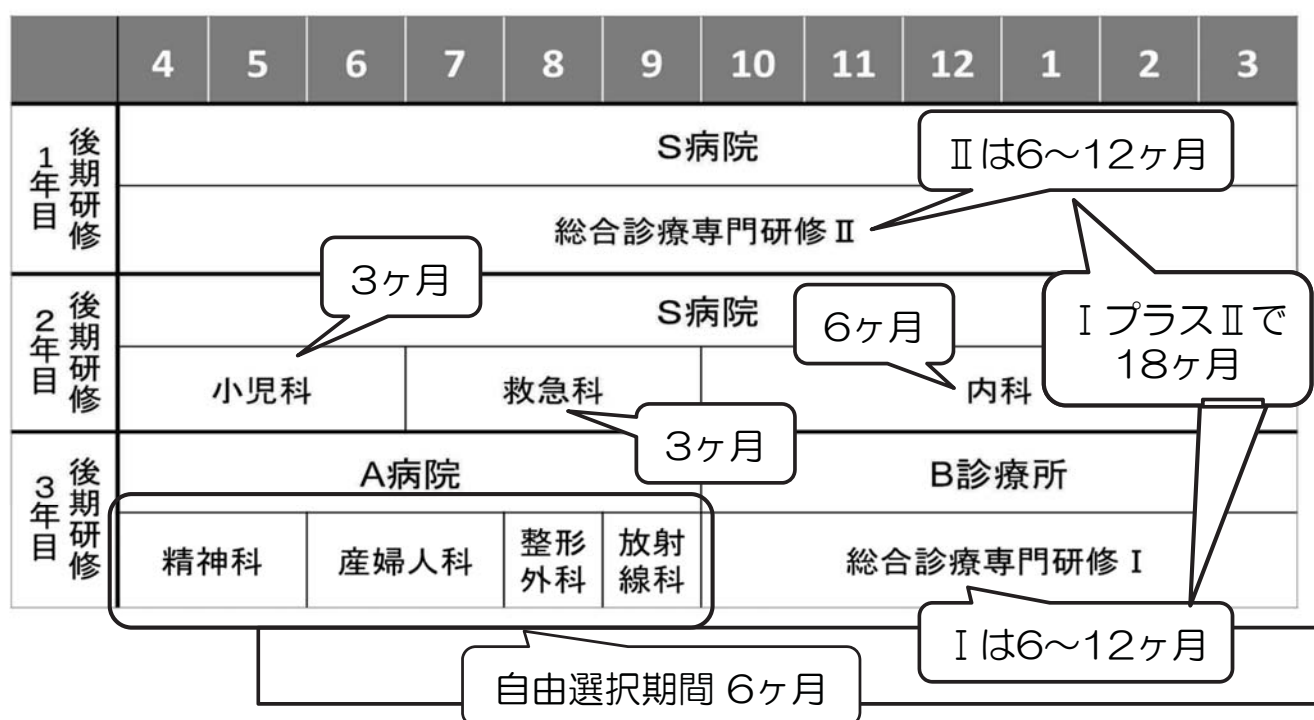 4 5 6 7 8 9 10 11 12 1 2 3
後期研修
1年目
S病院
Ⅱは6～12ヶ月
総合診療専門研修Ⅱ
3ヶ月
後期研修
2年目
S病院
6ヶ月
Ⅰプラスⅱで
18ヶ月
小児科
救急科
内科
3ヶ月
後期研修
3年目
A病院
B診療所
精神科
産婦人科
整形
外科
放射
線科
総合診療専門研修Ⅰ
Ⅰは6～12ヶ月
自由選択期間 6ヶ月